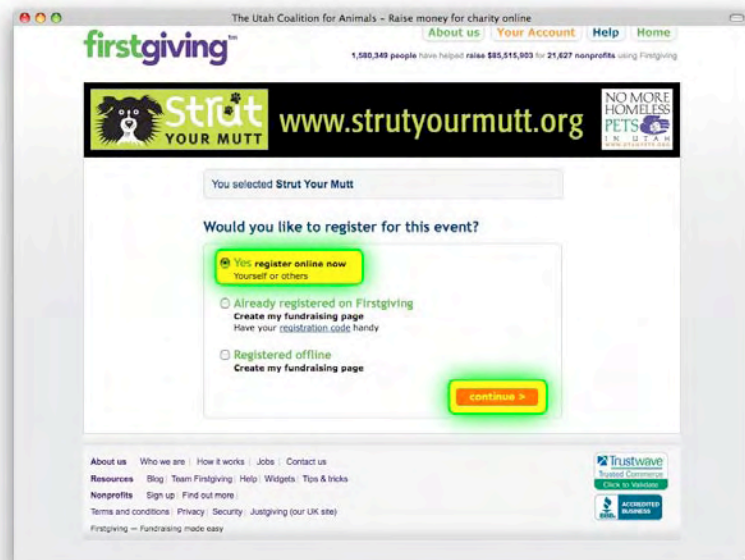 The Utah Coalition for Animals – Raise money for charity online
firstgiving™
About us Your Account Help Home
1,580,349 people have helped raise $85,515,903 for 21,627 nonprofits using Firstgiving
Strut
YOUR MUTT
www.strutyourmutt.org
NO MORE
HOMELESS
PETS
IN UTAH
You selected Strut Your Mutt
Would you like to register for this event?
Yes register online now
Yourself or others
Already registered on Firstgiving
Create my fundraising page
Have your registration code handy
Registered offline
Create my fundraising page
continue >
About us Who we are | How it works | Jobs | Contact us
Resources Blog | Team Firstgiving | Help | Widgets | Tips & tricks
Nonprofits Sign up | Find out more |
Terms and conditions | Privacy | Security | Justgiving (our UK site)
Firstgiving — Fundraising made easy
Trustwave
Trusted Commerce
Click to Validate
BBB
ACCREDITED
BUSINESS